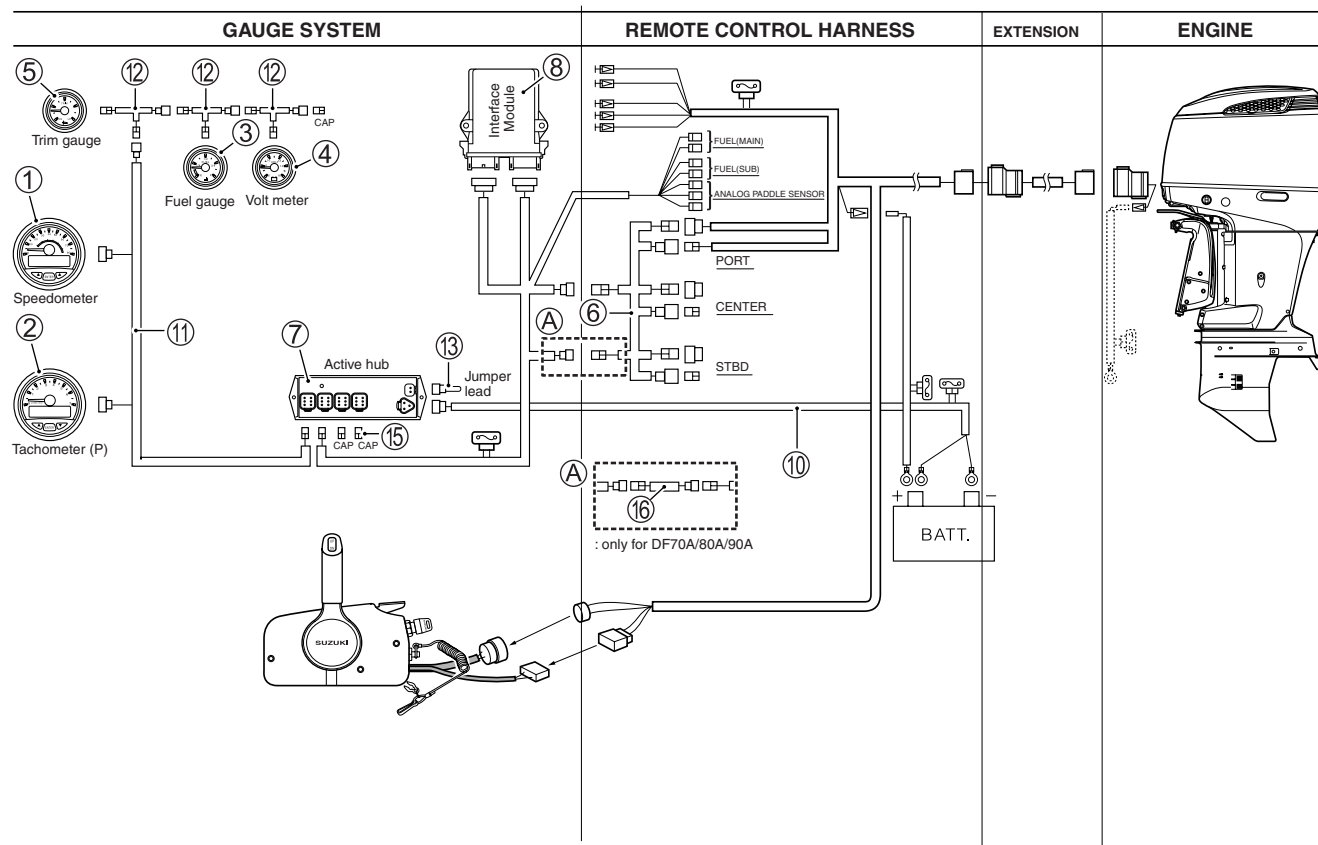 GAUGE SYSTEM
REMOTE CONTROL HARNESS
EXTENSION
ENGINE
5
12
12
12
8
Trim gauge
CAP
3
4
Fuel gauge
Volt meter
Interface
Module
FUEL(MAIN)
FUEL(SUB)
ANALOG PADDLE SENSOR
1
Speedometer
PORT
CENTER
STBD
6
A
2
11
7
Active hub
13
Jumper
lead
Tachometer (P)
CAP
CAP
15
10
A
16
: only for DF70A/80A/90A
+
−
BATT.
SUZUKI